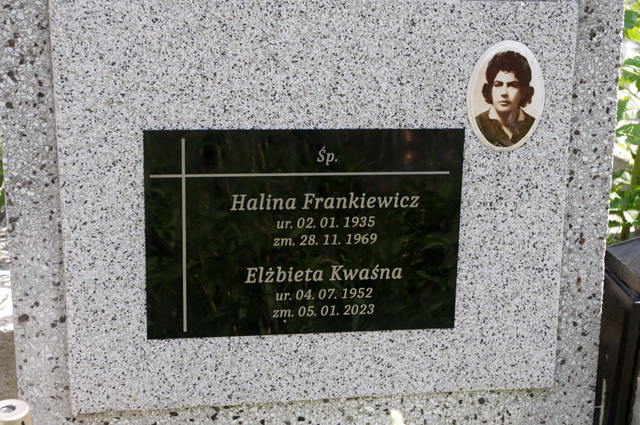 Śp.
Halina Frankiewicz
ur. 02. 01. 1935
zm. 28. 11. 1969
Elżbieta Kwaśna
ur. 04. 07. 1952
zm. 05. 01. 2023